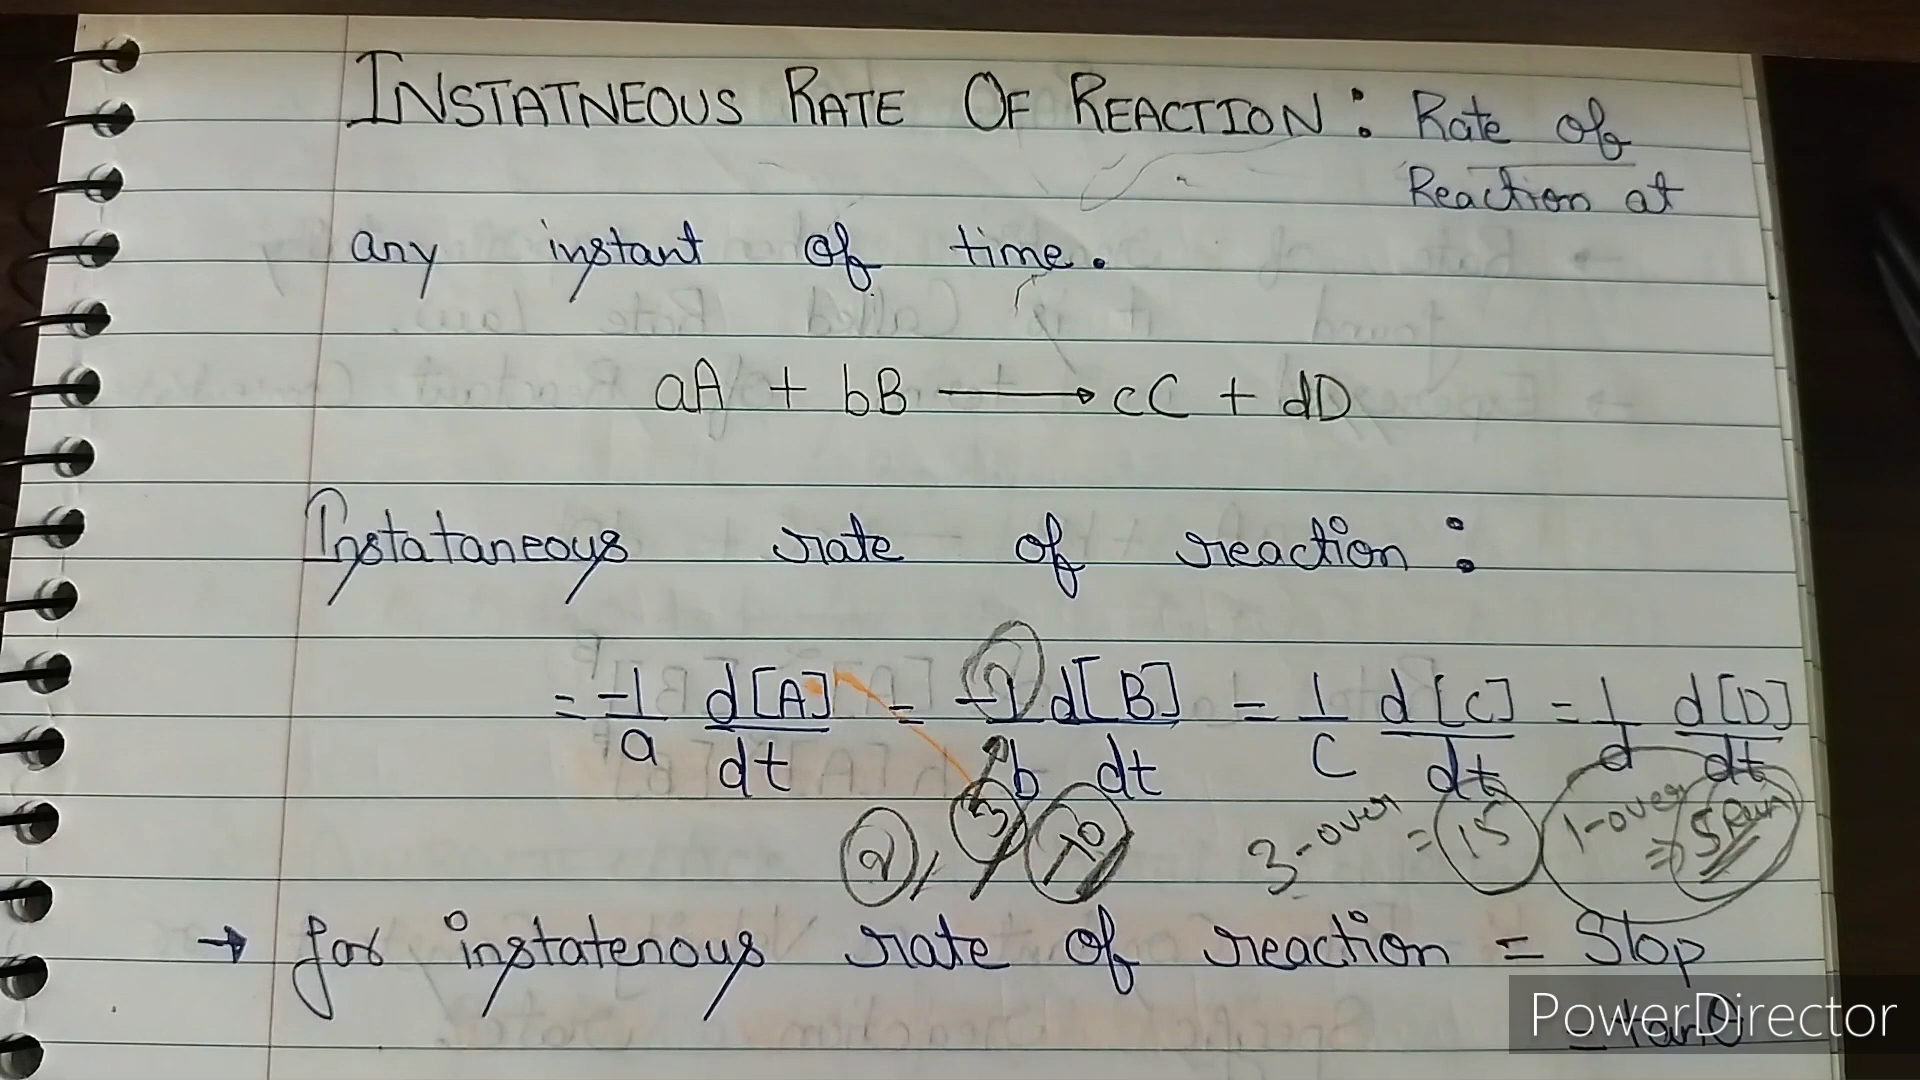 INSTATNEOUS RATE OF REACTION: Rate of
Reaction at
any instant of time.
aA + bB → cC + dD
Instataneous rate of reaction:
= -1/a d[A]/dt = -1/b d[B]/dt = 1/c d[C]/dt = 1/d d[D]/dt
2, 3, 10 3-over = 15 1-over => 5 run
→ for instatenous rate of reaction = Slop
= tanθ
PowerDirector